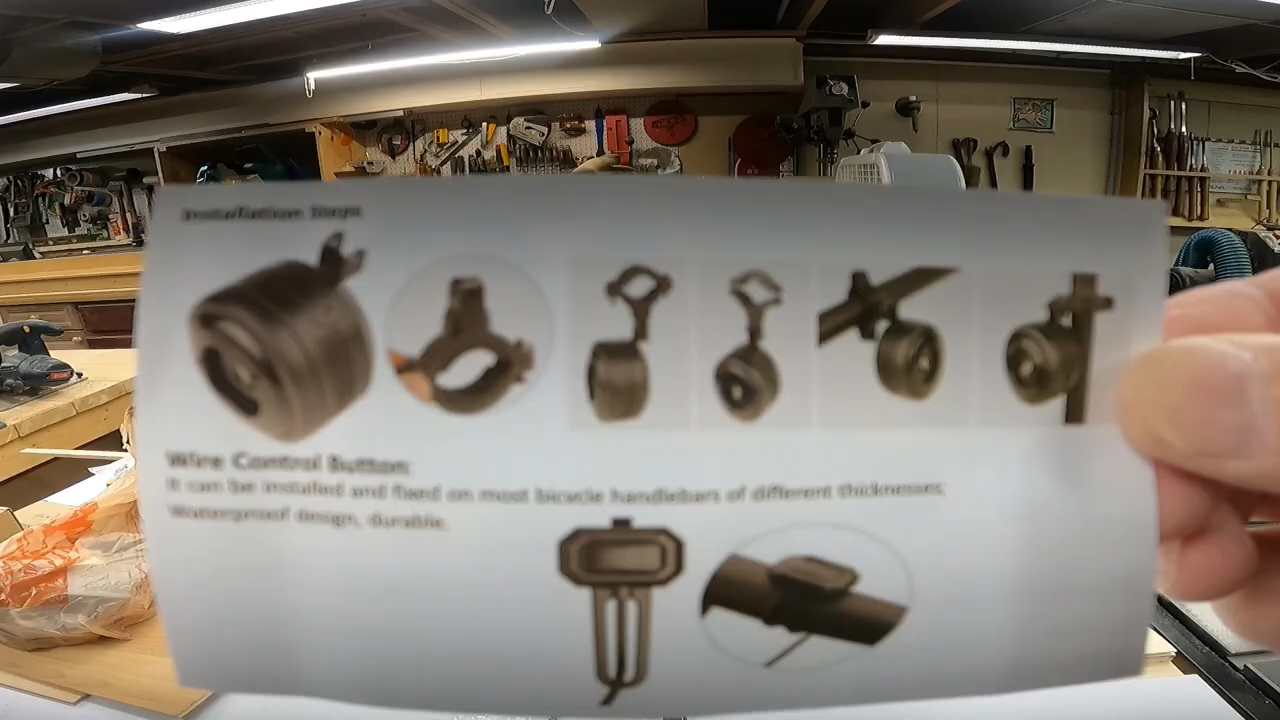 Installation Steps
Wire Control Button:
It can be installed and fixed on most bicycle handlebars of different thicknesses;
Waterproof design, durable.